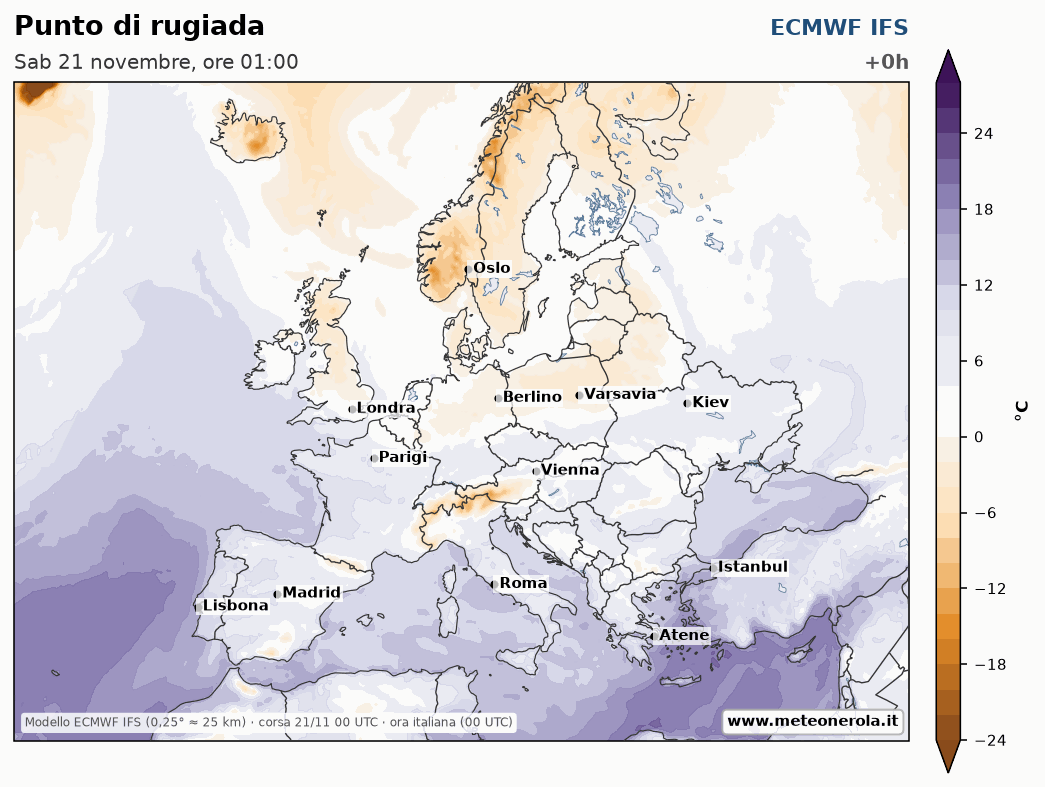 Punto di rugiada
ECMWF IFS
Sab 21 novembre, ore 01:00
+0h
Oslo
Londra
Berlino
Varsavia
Kiev
Parigi
Vienna
Istanbul
Roma
Madrid
Lisbona
Atene
24
18
12
6
0
−6
−12
−18
−24
°C
Modello ECMWF IFS (0,25° ≈ 25 km) · corsa 21/11 00 UTC · ora italiana (00 UTC)
www.meteonerola.it